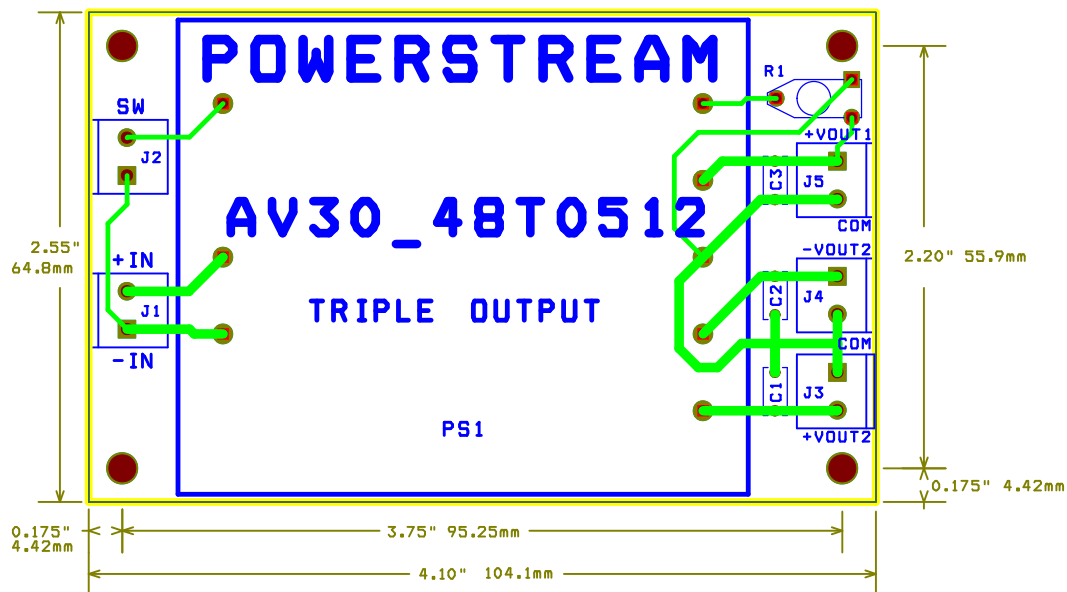 POWERSTREAM
R1
SW
+VOUT1
J2
C3
J5
AV30_48T0512
COM
2.55"
64.8mm
+IN
-VOUT2
2.20" 55.9mm
C2
J4
J1
TRIPLE OUTPUT
COM
-IN
C1
J3
PS1
+VOUT2
0.175" 4.42mm
0.175"
4.42mm
3.75" 95.25mm
4.10" 104.1mm